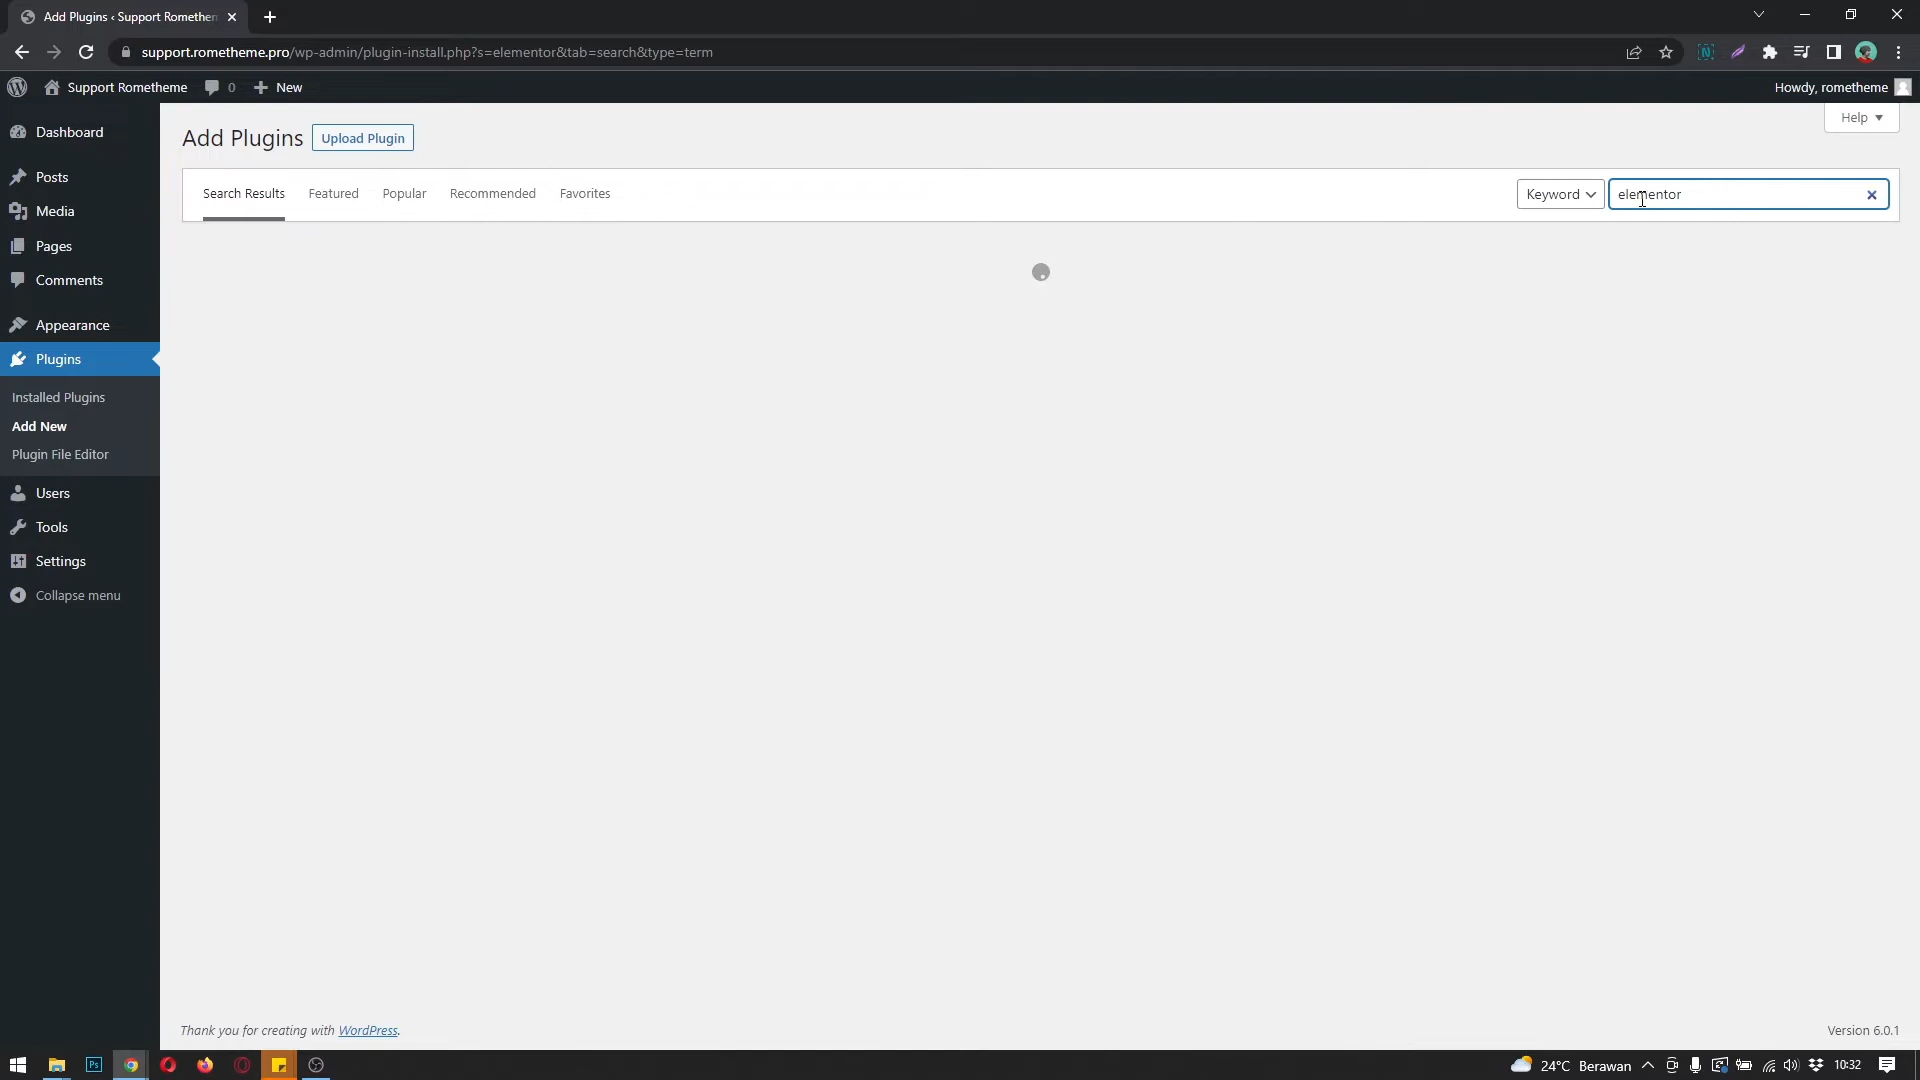 Add Plugins ‹ Support Romethem
support.rometheme.pro/wp-admin/plugin-install.php?s=elementor&tab=search&type=term
Support Rometheme 0 New Howdy, rometheme
Help
Dashboard
Posts
Media
Pages
Comments
Appearance
Plugins
Installed Plugins
Add New
Plugin File Editor
Users
Tools
Settings
Collapse menu
Add Plugins Upload Plugin
Search Results Featured Popular Recommended Favorites Keyword elementor
Thank you for creating with WordPress. Version 6.0.1
Ps 24°C Berawan 10:32